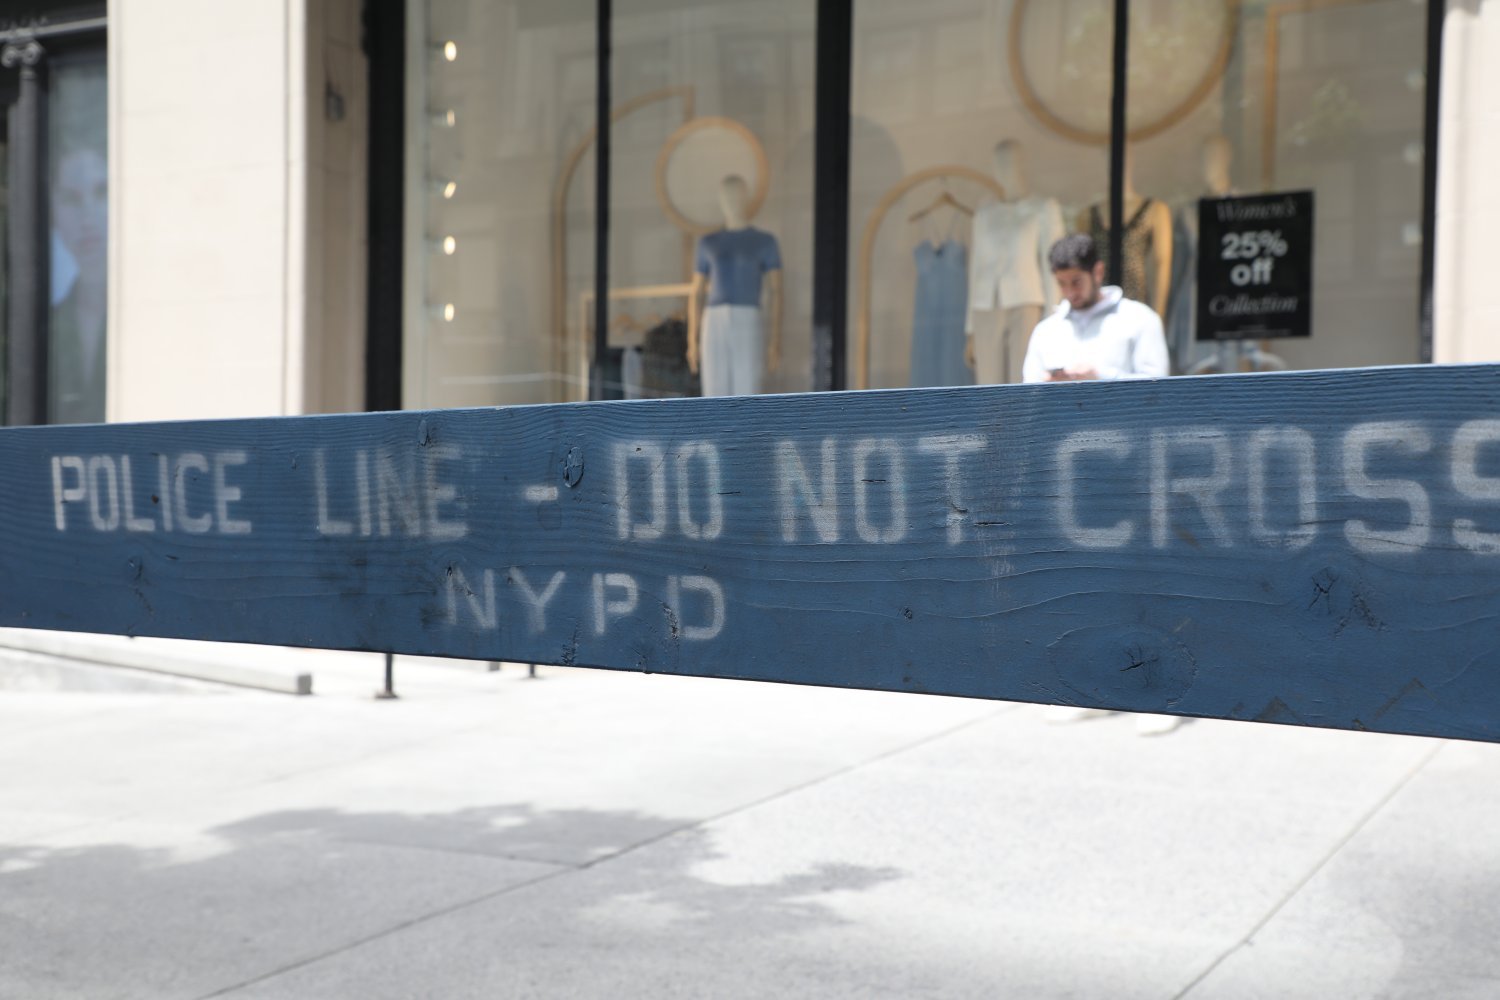 Women's
25%
off
Collection
POLICE LINE - DO NOT CROSS
NYPD